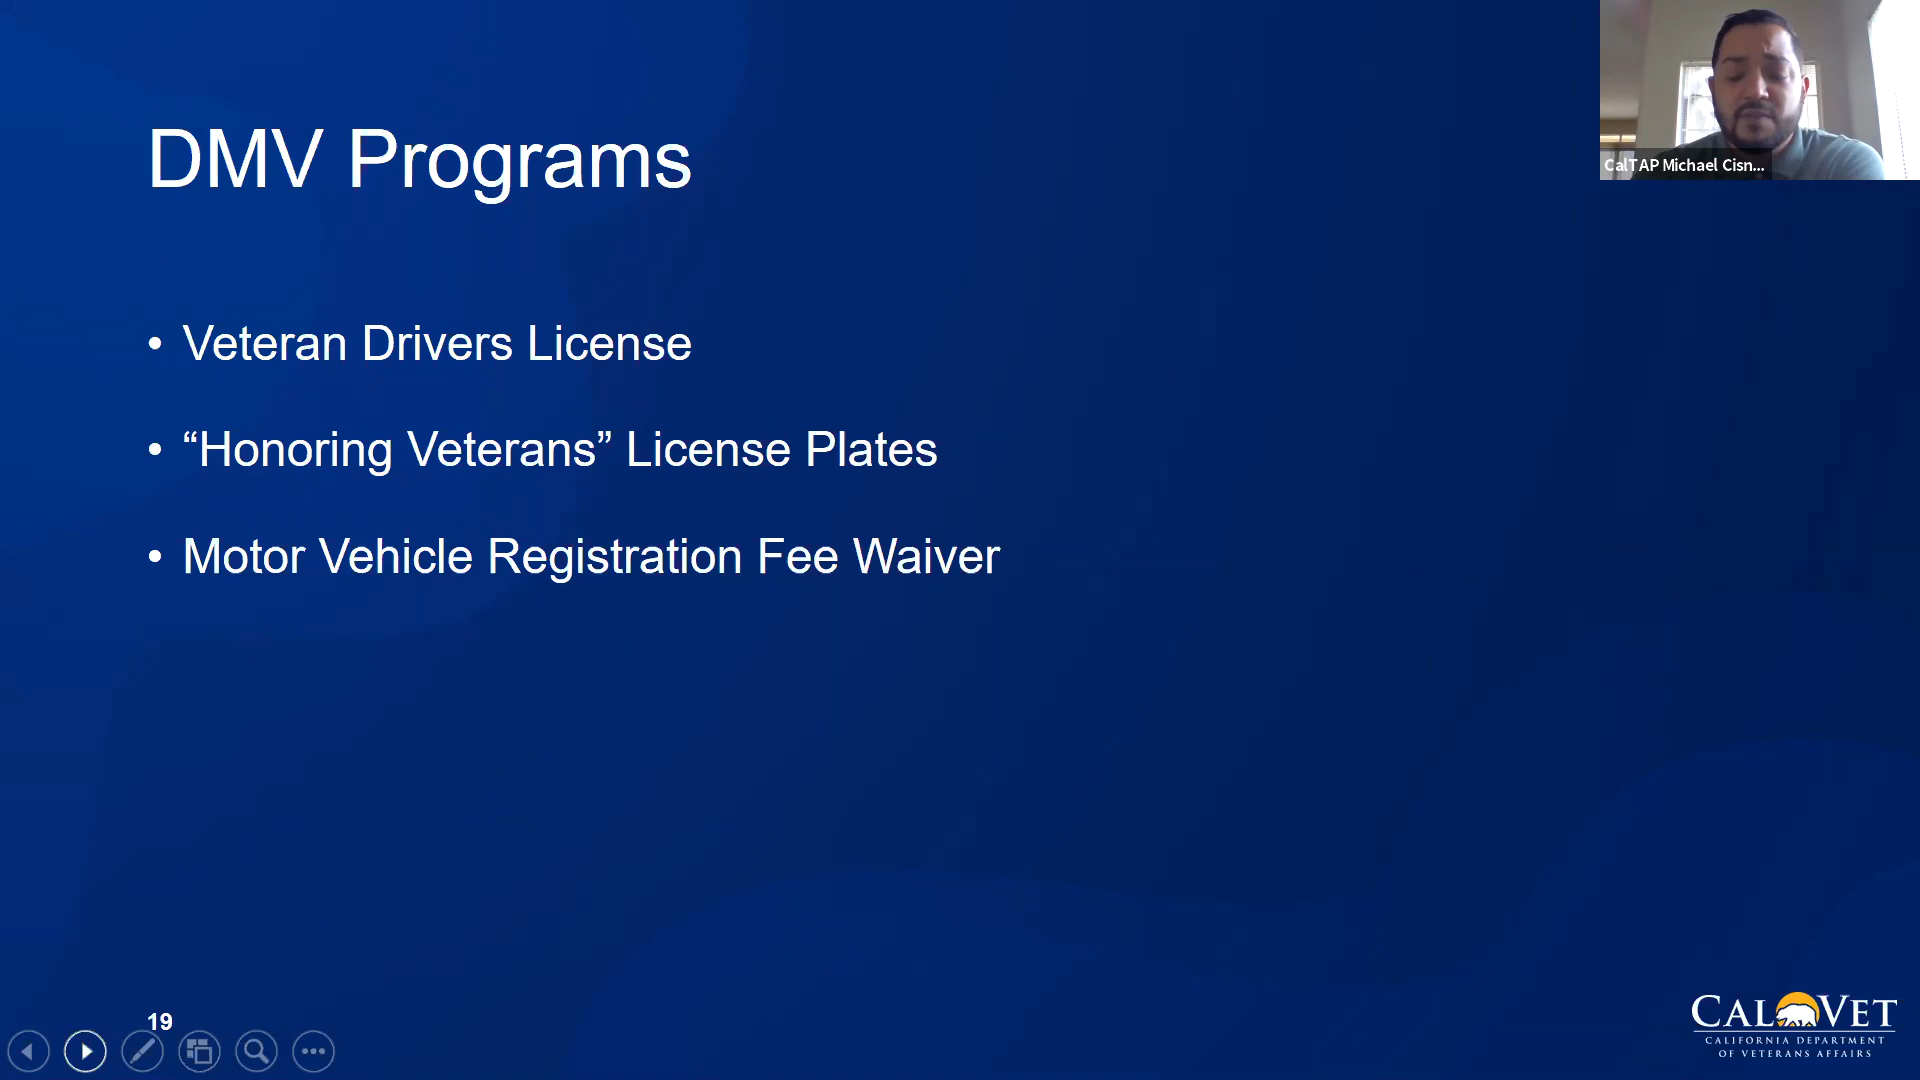 DMV Programs
CalTAP Michael Cisn...
• Veteran Drivers License
• “Honoring Veterans” License Plates
• Motor Vehicle Registration Fee Waiver
19
CALVET
CALIFORNIA DEPARTMENT
OF VETERANS AFFAIRS